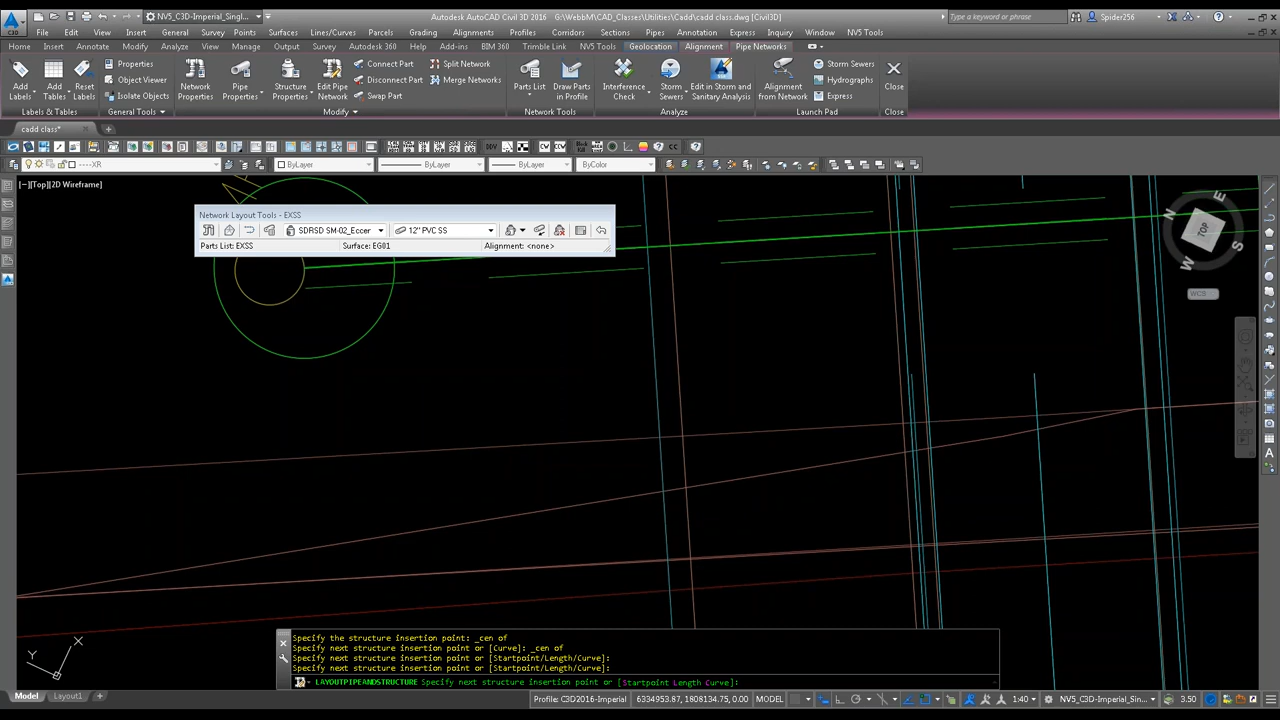 NV5_C3D-Imperial_Singl... Autodesk AutoCAD Civil 3D 2016 - G:\WebbM\CAD_Classes\Utilities\Cadd\cadd class.dwg [Civil3D] Type a keyword or phrase Spider256
C3D
File Edit View Insert General Survey Points Surfaces Lines/Curves Parcels Grading Alignments Profiles Corridors Sections Pipes Annotation Express Inquiry Window NV5 Tools
Home Insert Annotate Modify Analyze View Manage Output Survey Autodesk 360 Help Add-ins BIM 360 Trimble Link NV5 Tools Geolocation Alignment Pipe Networks
Add Labels Add Tables Reset Labels Properties Object Viewer Isolate Objects
Network Properties Pipe Properties Structure Properties Edit Pipe Network Connect Part Disconnect Part Swap Part Split Network Merge Networks
Parts List Draw Parts in Profile Interference Check Storm Sewers Edit in Storm and Sanitary Analysis Alignment from Network Storm Sewers Hydrographs Express Close
Labels & Tables General Tools Modify Network Tools Analyze Launch Pad Close
cadd class*
----XR ByLayer ByLayer ByLayer ByColor
[−][Top][2D Wireframe]
Network Layout Tools - EXSS
SDRSD SM-02_Eccer 12" PVC SS
Parts List: EXSS Surface: EG01 Alignment: <none>
N E TOP W S
WCS
Y X
Specify the structure insertion point: _cen of
Specify next structure insertion point or [Curve]: _cen of
Specify next structure insertion point or [Startpoint/Length/Curve]:
Specify next structure insertion point or [Startpoint/Length/Curve]:
LAYOUTPIPEANDSTRUCTURE Specify next structure insertion point or [Startpoint Length Curve]:
Model Layout1 Profile: C3D2016-Imperial 6334953.87, 1808134.75, 0.00 MODEL 1:40 NV5_C3D-Imperial_Sing... 3.50